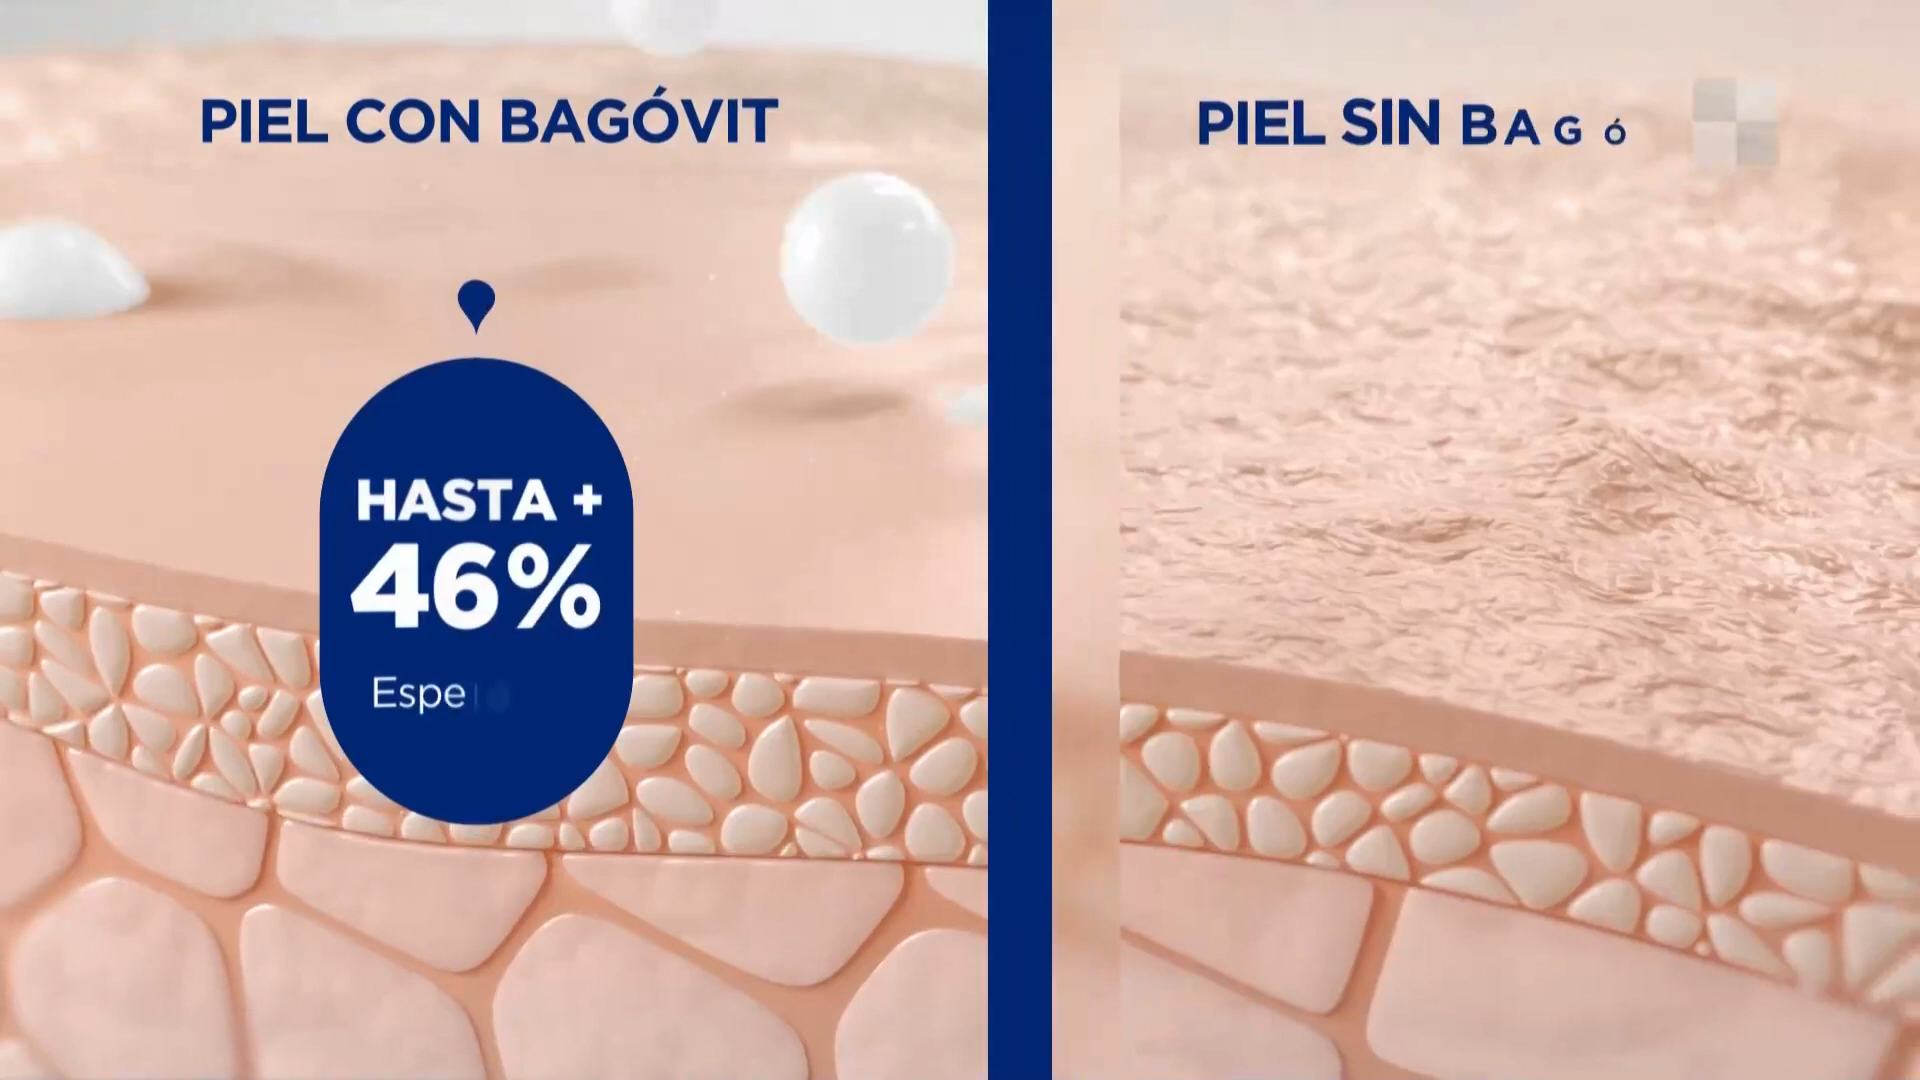 PIEL CON BAGÓVIT
HASTA +
46%
Espe
PIEL SIN BAGÓ